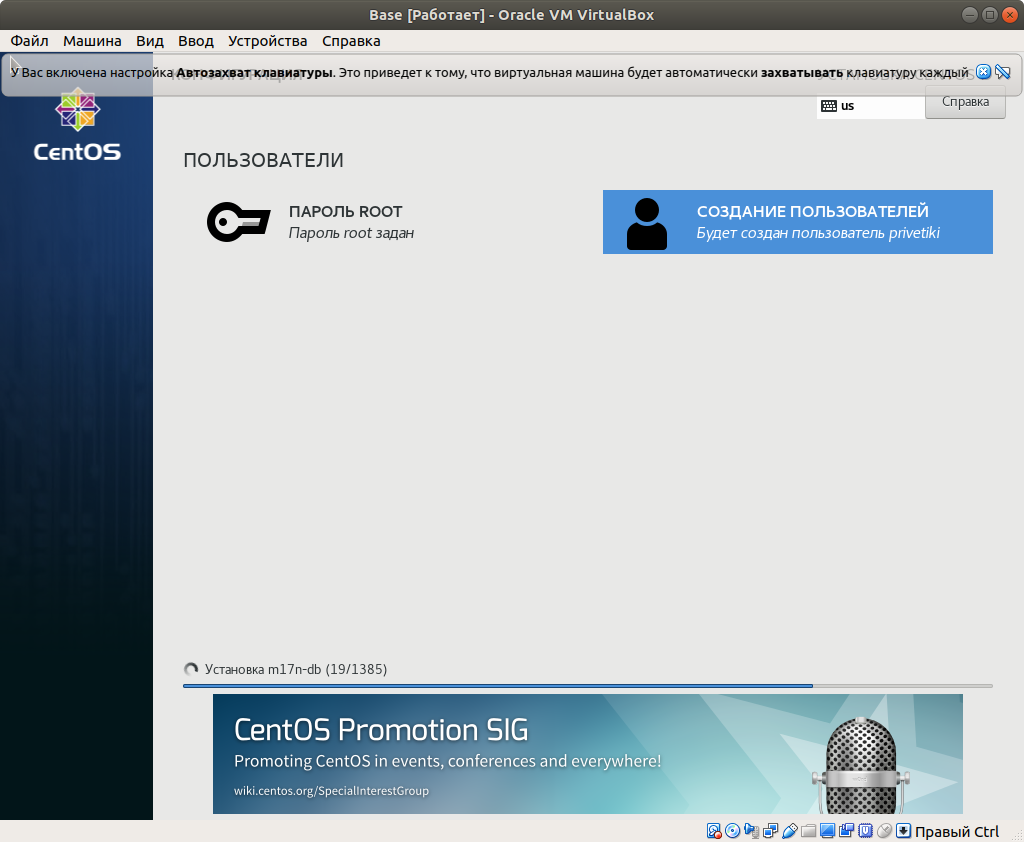 Base [Работает] - Oracle VM VirtualBox
Файл Машина Вид Ввод Устройства Справка
У Вас включена настройка Автозахват клавиатуры. Это приведет к тому, что виртуальная машина будет автоматически захватывать клавиатуру каждый
us
Справка
CentOS
ПОЛЬЗОВАТЕЛИ
ПАРОЛЬ ROOT
Пароль root задан
СОЗДАНИЕ ПОЛЬЗОВАТЕЛЕЙ
Будет создан пользователь privetiki
Установка m17n-db (19/1385)
CentOS Promotion SIG
Promoting CentOS in events, conferences and everywhere!
wiki.centos.org/SpecialInterestGroup
Правый Ctrl